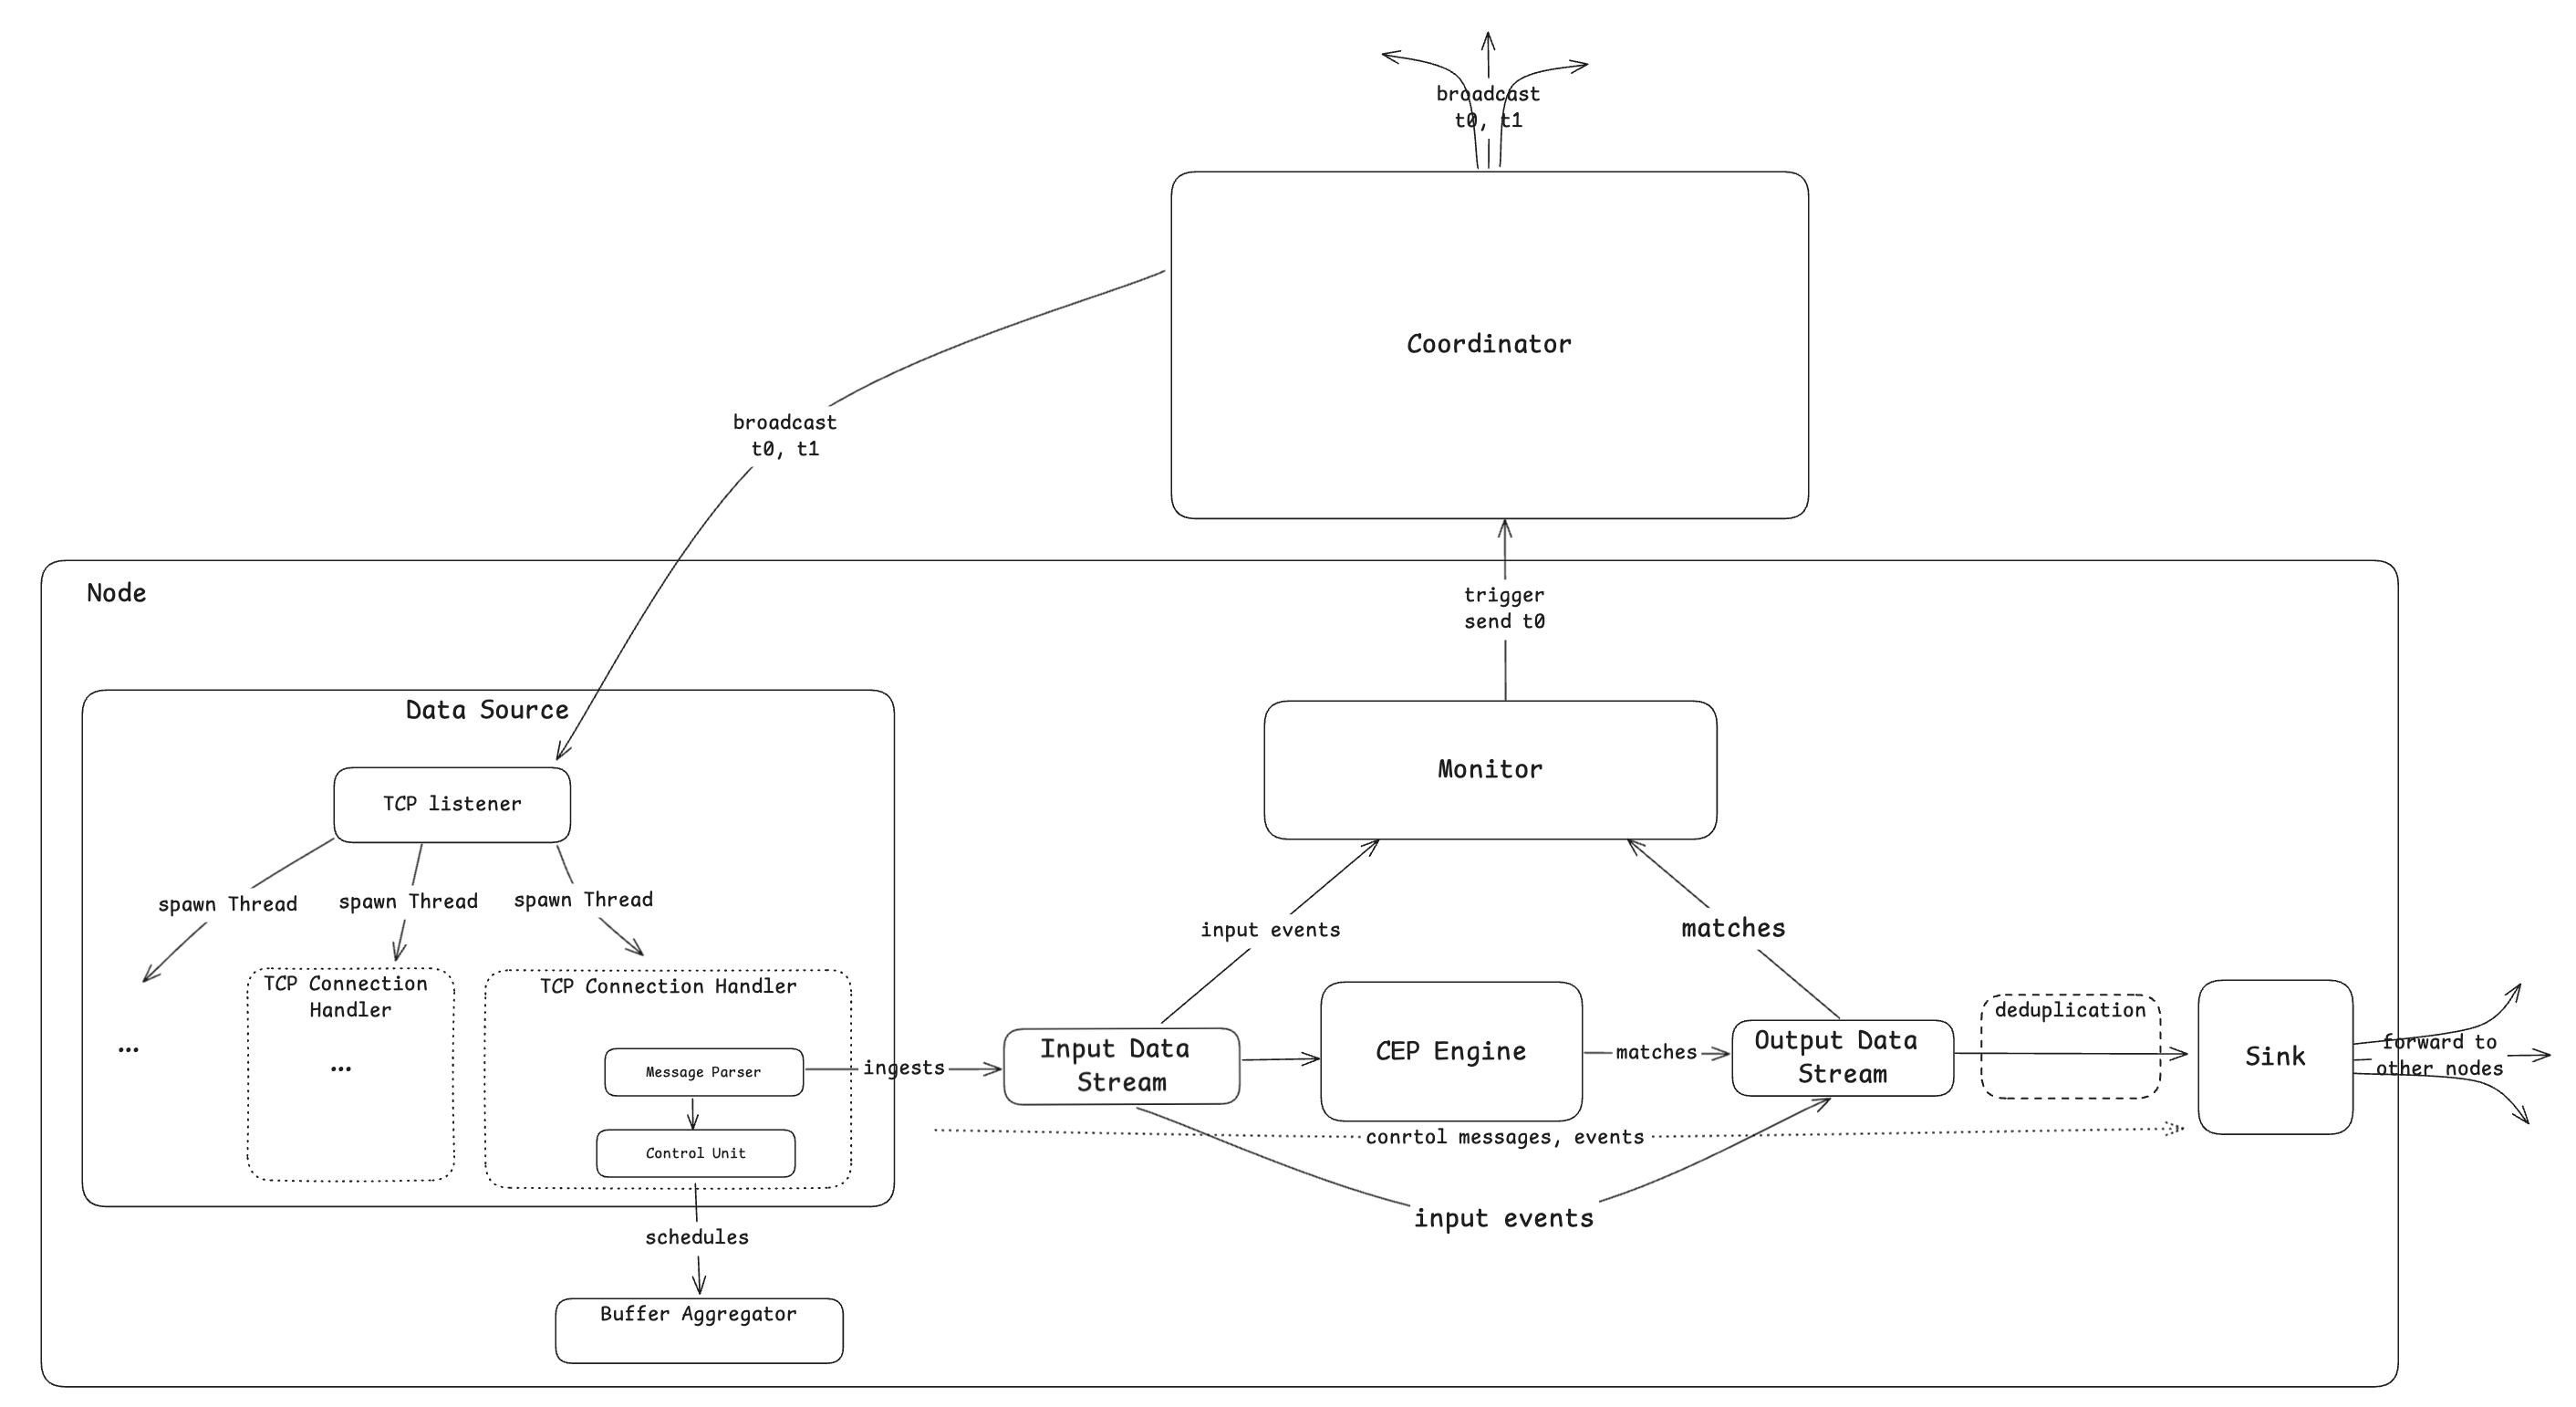 broadcast
t0, t1
Coordinator
broadcast
t0, t1
Node
trigger
send t0
Data Source
Monitor
TCP listener
spawn Thread
spawn Thread
spawn Thread
input events
matches
TCP Connection
Handler
TCP Connection Handler
...
...
Message Parser
Control Unit
ingests
Input Data
Stream
CEP Engine
matches
Output Data
Stream
deduplication
Sink
forward to
other nodes
conrtol messages, events
input events
schedules
Buffer Aggregator